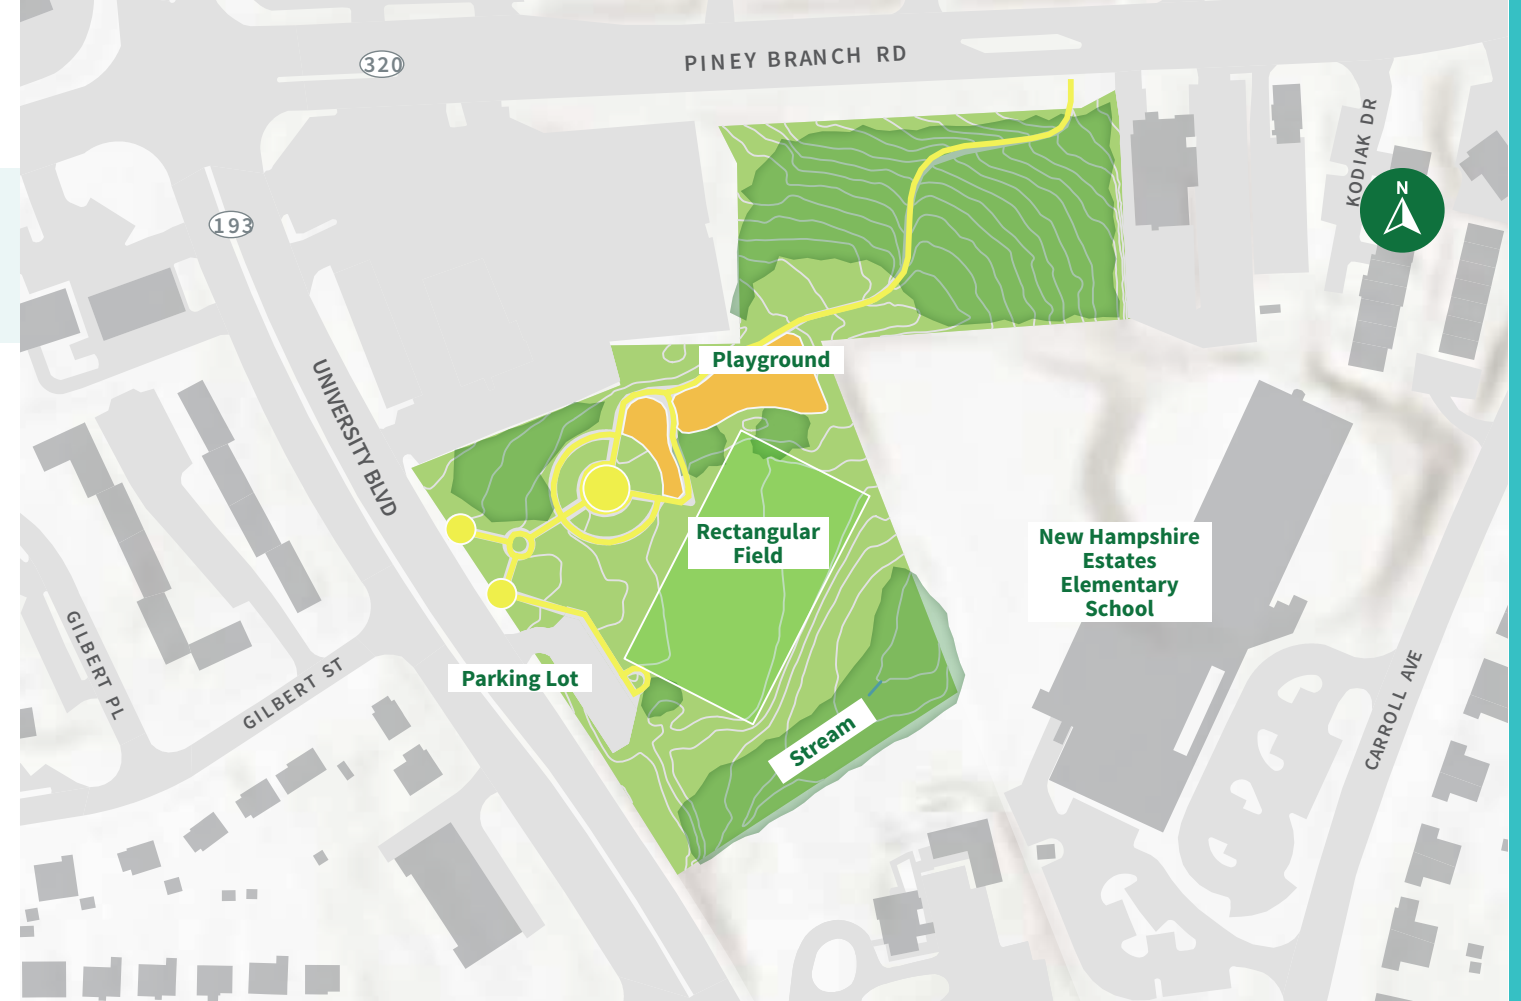 PINEY BRANCH RD
320
KODIAK DR
N
193
Playground
UNIVERSITY BLVD
Rectangular
Field
New Hampshire
Estates
Elementary
School
GILBERT PL
GILBERT ST
Parking Lot
CARROLL AVE
Stream